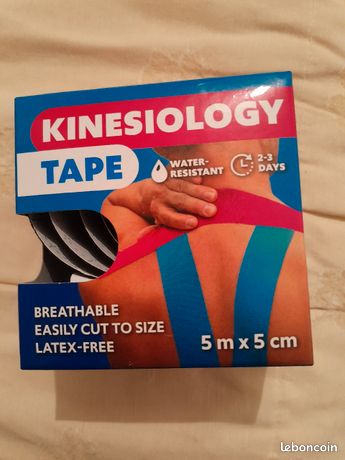 KINESIOLOGY
TAPE
WATER-
RESISTANT
2-3
DAYS
BREATHABLE
EASILY CUT TO SIZE
LATEX-FREE
5 m x 5 cm
leboncoin